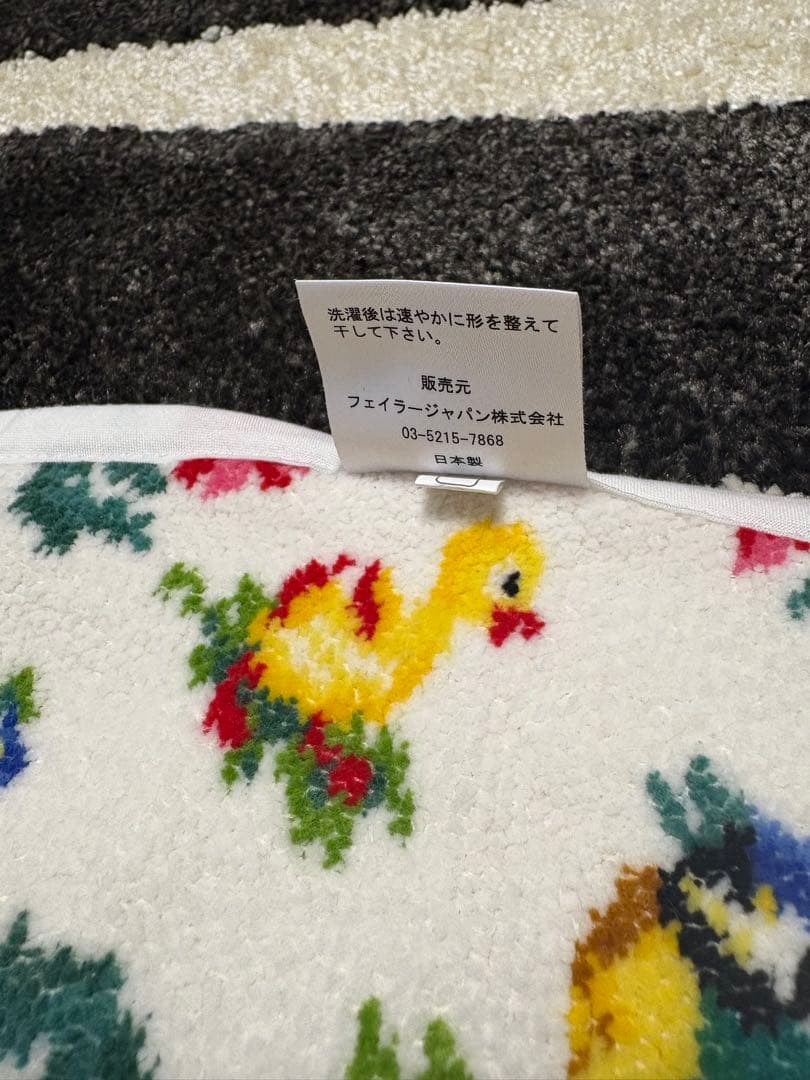 洗濯後は速やかに形を整えて
干して下さい。
販売元
フェイラージャパン株式会社
03-5215-7868
日本製